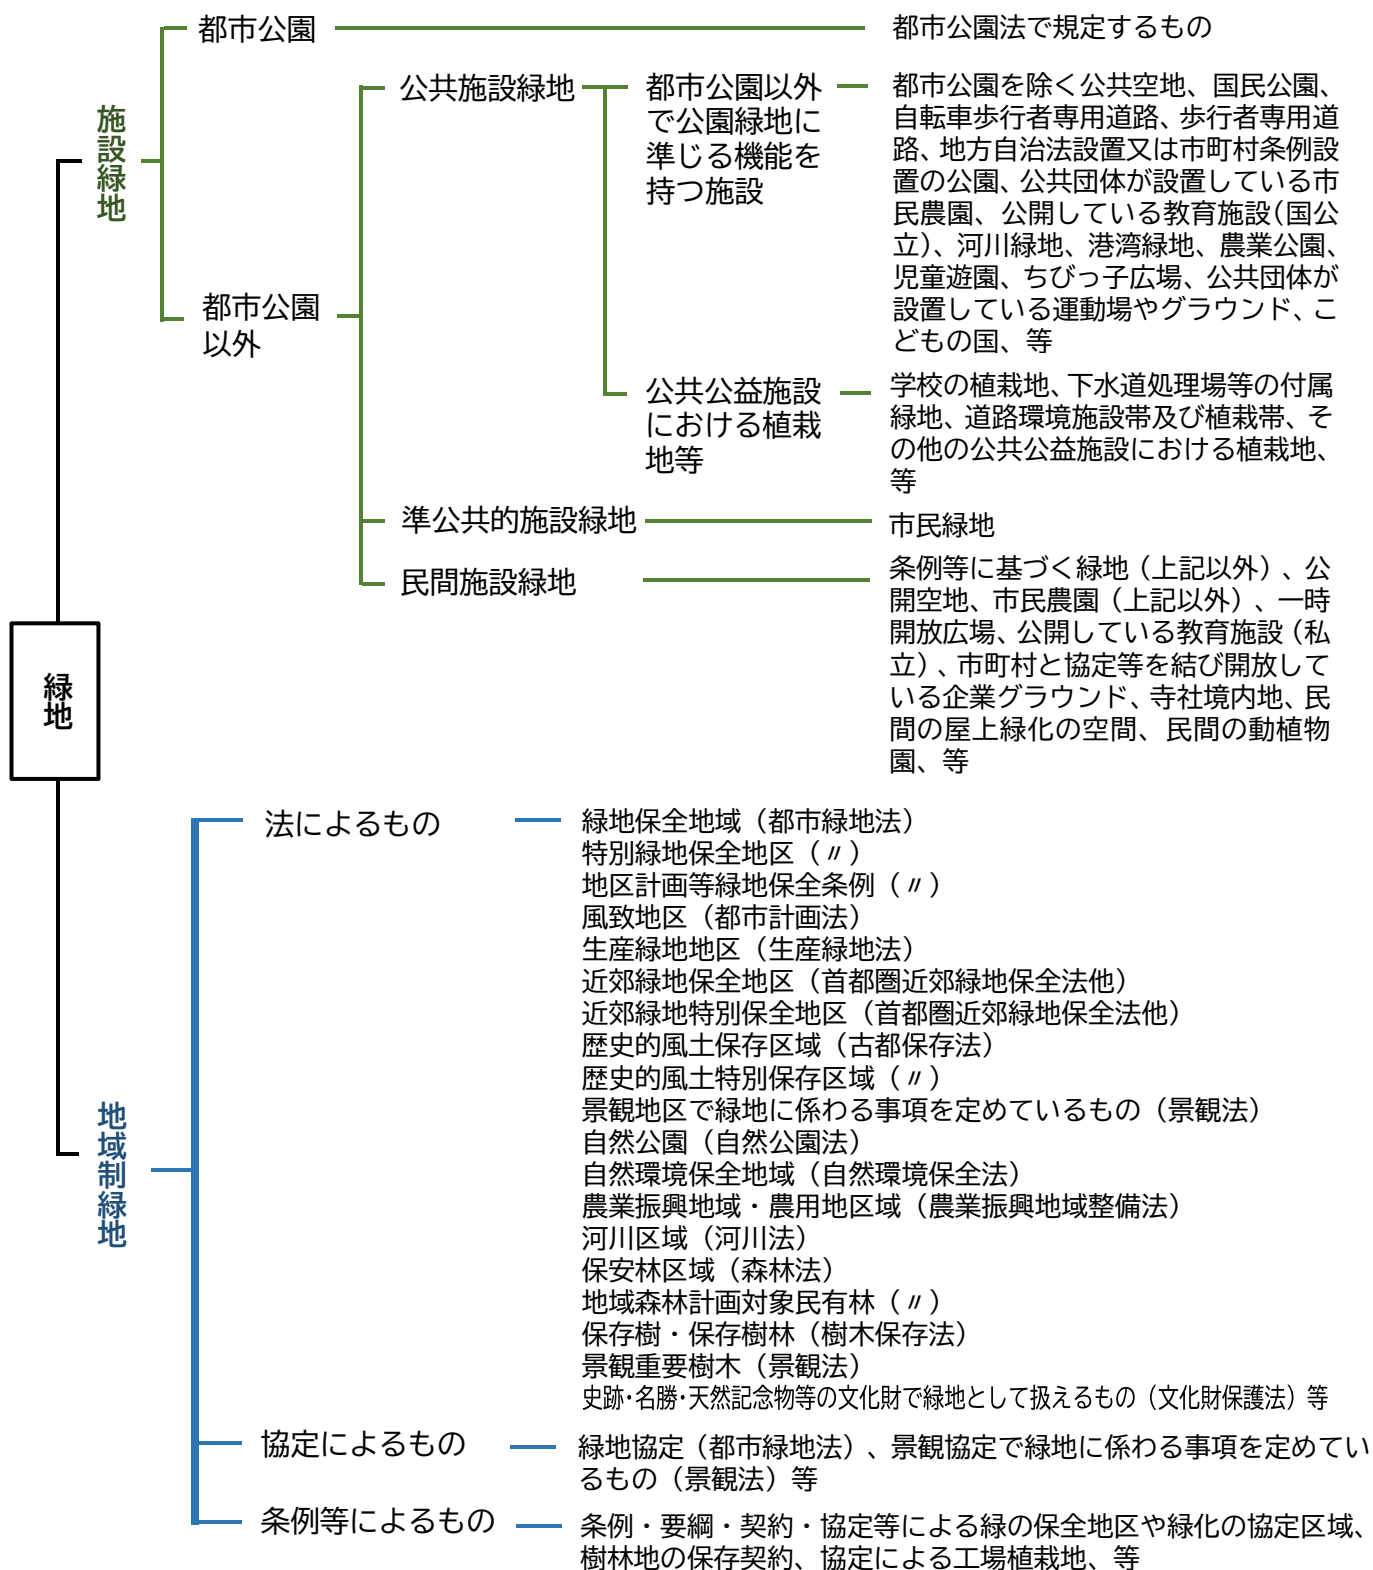 緑地
施設緑地
都市公園
都市公園法で規定するもの
都市公園
以外
公共施設緑地
都市公園以外
で公園緑地に
準じる機能を
持つ施設
都市公園を除く公共空地、国民公園、
自転車歩行者専用道路、歩行者専用道
路、地方自治法設置又は市町村条例設
置の公園、公共団体が設置している市
民農園、公開している教育施設(国公
立)、河川緑地、港湾緑地、農業公園、
児童遊園、ちびっ子広場、公共団体が
設置している運動場やグラウンド、こ
どもの国、等
公共公益施設
における植栽
地等
学校の植栽地、下水道処理場等の付属
緑地、道路環境施設帯及び植栽帯、そ
の他の公共公益施設における植栽地、
等
準公共的施設緑地
市民緑地
民間施設緑地
条例等に基づく緑地（上記以外）、公
開空地、市民農園（上記以外）、一時
開放広場、公開している教育施設（私
立）、市町村と協定等を結び開放して
いる企業グラウンド、寺社境内地、民
間の屋上緑化の空間、民間の動植物
園、等
地域制緑地
法によるもの
緑地保全地域（都市緑地法）
特別緑地保全地区（〃）
地区計画等緑地保全条例（〃）
風致地区（都市計画法）
生産緑地地区（生産緑地法）
近郊緑地保全地区（首都圏近郊緑地保全法他）
近郊緑地特別保全地区（首都圏近郊緑地保全法他）
歴史的風土保存区域（古都保存法）
歴史的風土特別保存区域（〃）
景観地区で緑地に係わる事項を定めているもの（景観法）
自然公園（自然公園法）
自然環境保全地域（自然環境保全法）
農業振興地域・農用地区域（農業振興地域整備法）
河川区域（河川法）
保安林区域（森林法）
地域森林計画対象民有林（〃）
保存樹・保存樹林（樹木保存法）
景観重要樹木（景観法）
史跡・名勝・天然記念物等の文化財で緑地として扱えるもの（文化財保護法）等
協定によるもの
緑地協定（都市緑地法）、景観協定で緑地に係わる事項を定めてい
るもの（景観法）等
条例等によるもの
条例・要綱・契約・協定等による緑の保全地区や緑化の協定区域、
樹林地の保存契約、協定による工場植栽地、等